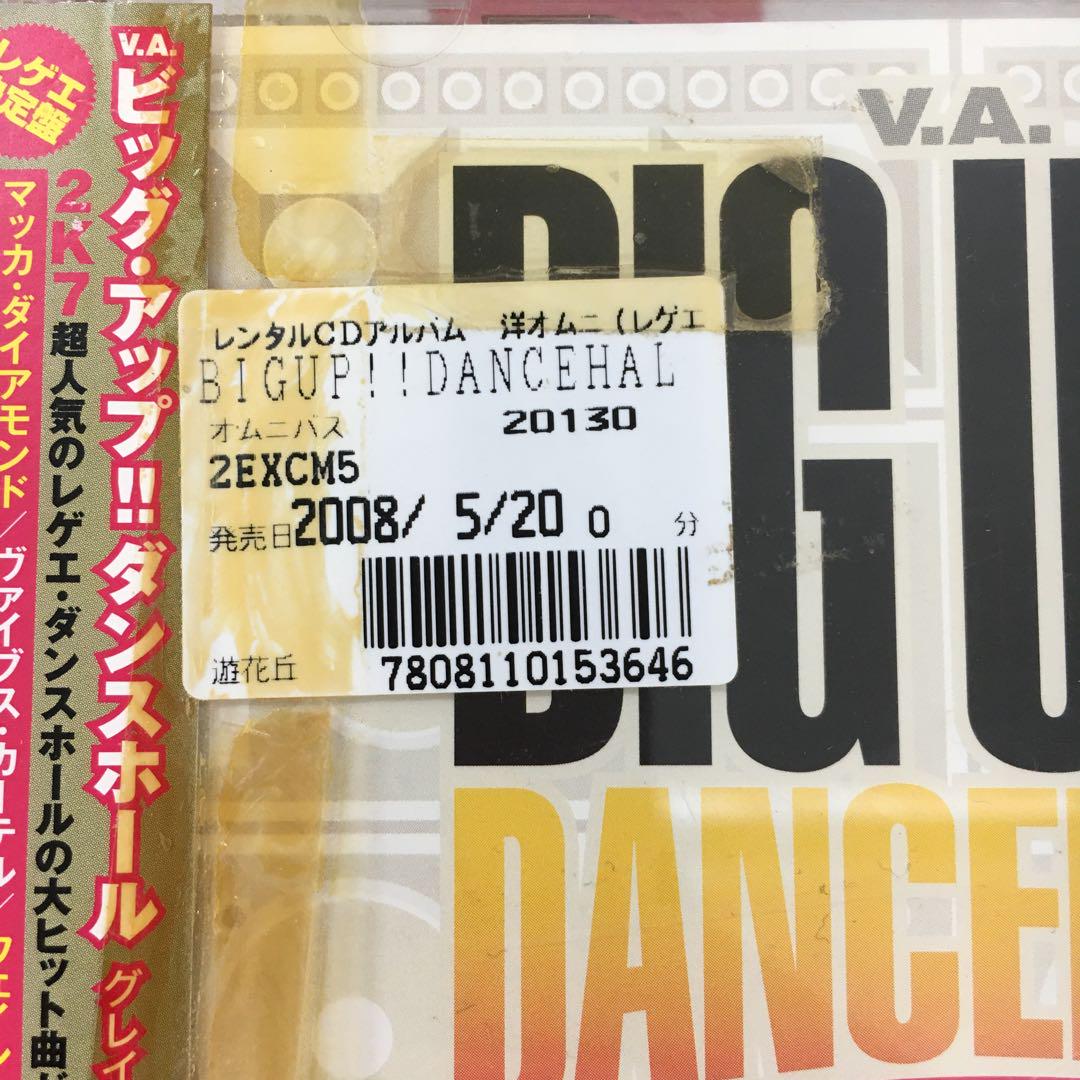 レゲエ
定盤
V.A.
ビッグ・アップ!!ダンスホール
グレイ
2K7
超人気のレゲエ・ダンスホールの大ヒット曲
マッカ・ダイアモンド/ヴァイブス・カーテル/
V.A.
BIG U
DANCE
レンタルCDアルバム 洋オムニ(レゲエ
BIGUP!!DANCEHAL
オムニバス 20130
2EXCM5
発売日2008/ 5/20 0 分
遊花丘 7808110153646